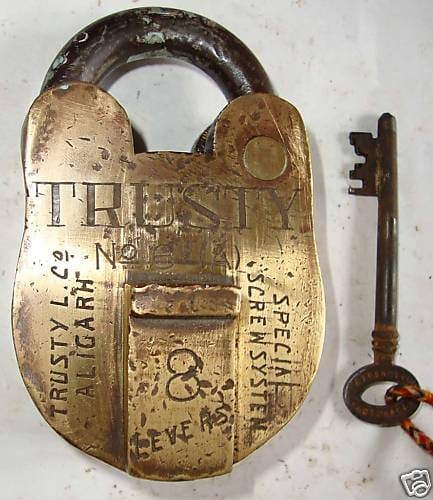 TRUSTY
TRUSTY L. Co
ALIGARH
SPECIAL
SCREW SYSTEM
8
LEVERS